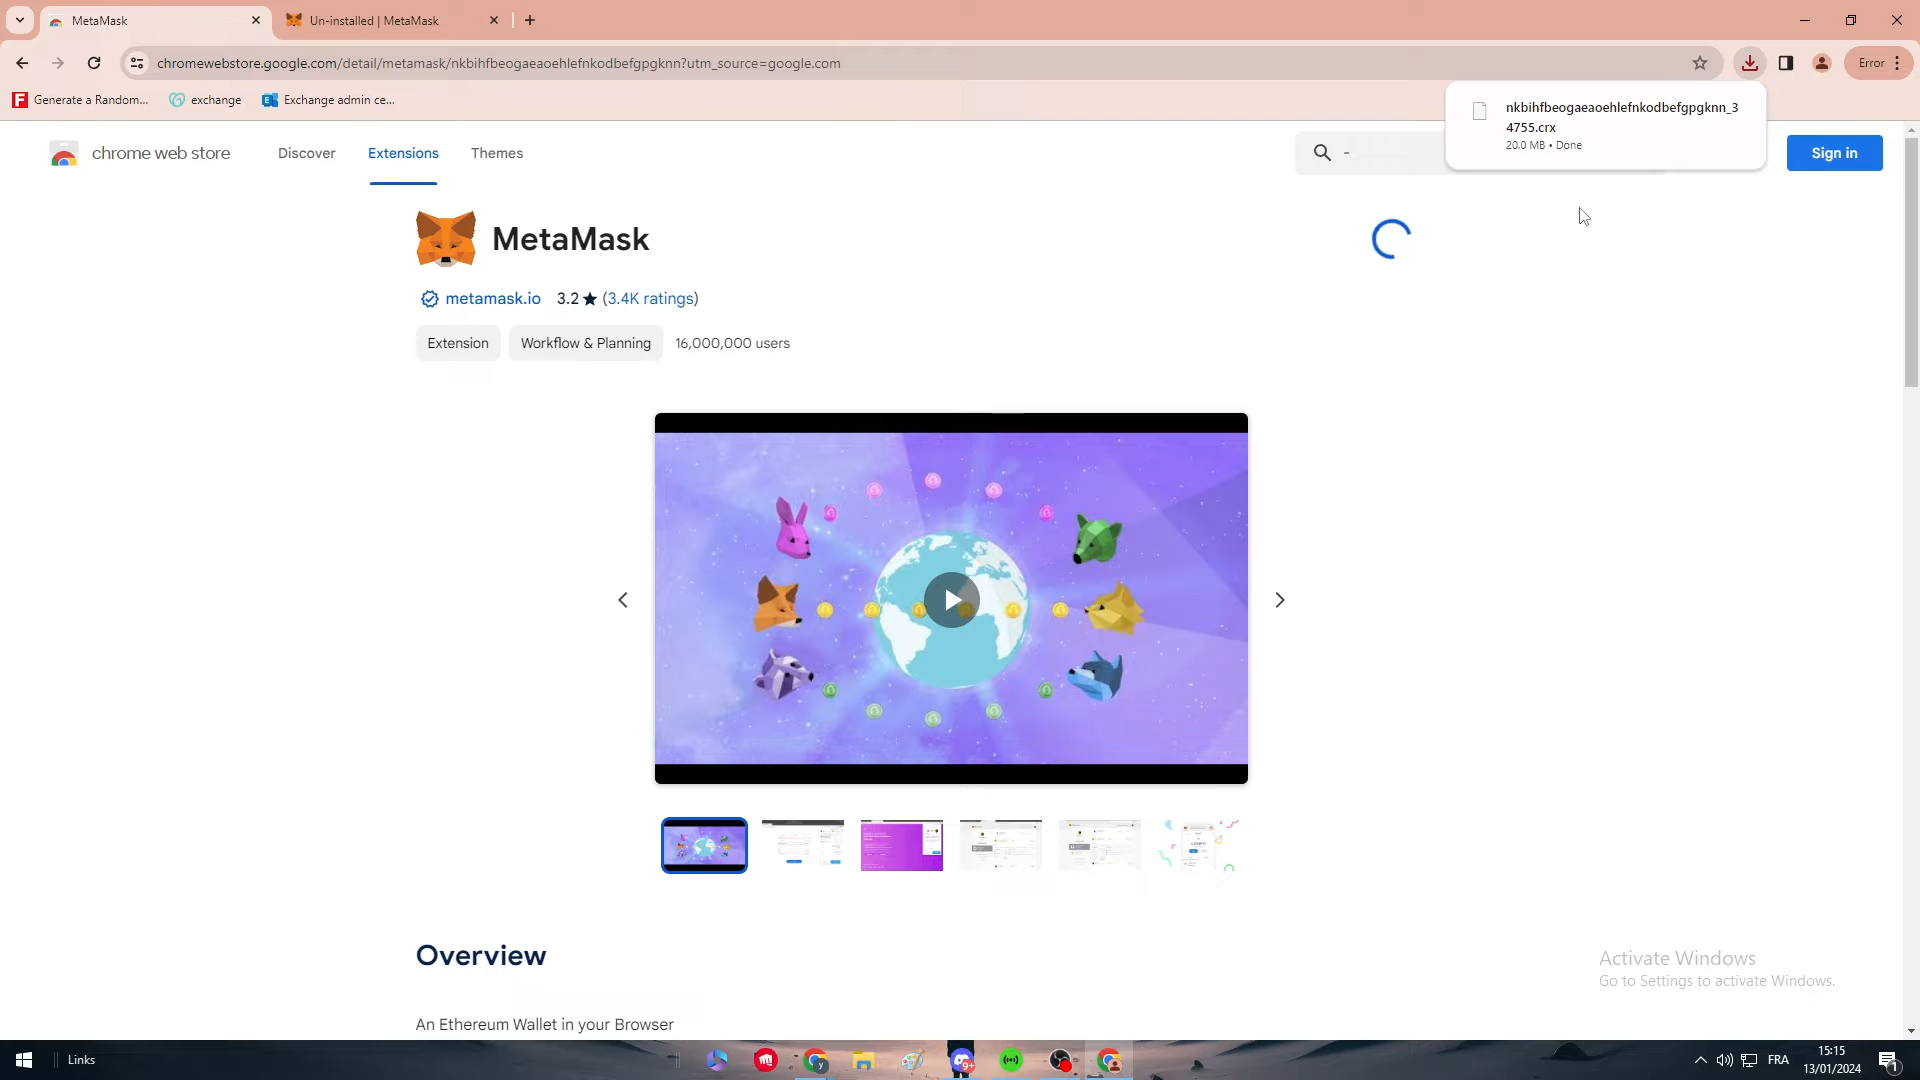 MetaMask
Un-installed | MetaMask
chromewebstore.google.com/detail/metamask/nkbihfbeogaeaoehlefnkodbefgpgknn?utm_source=google.com
Error
Generate a Random...
exchange
Exchange admin ce...
nkbihfbeogaeaoehlefnkodbefgpgknn_3
4755.crx
20.0 MB • Done
chrome web store
Discover
Extensions
Themes
-
Sign in
MetaMask
metamask.io
3.2 ★ (3.4K ratings)
Extension
Workflow & Planning
16,000,000 users
Overview
An Ethereum Wallet in your Browser
Activate Windows
Go to Settings to activate Windows.
Links
9+
FRA
15:15
13/01/2024
1